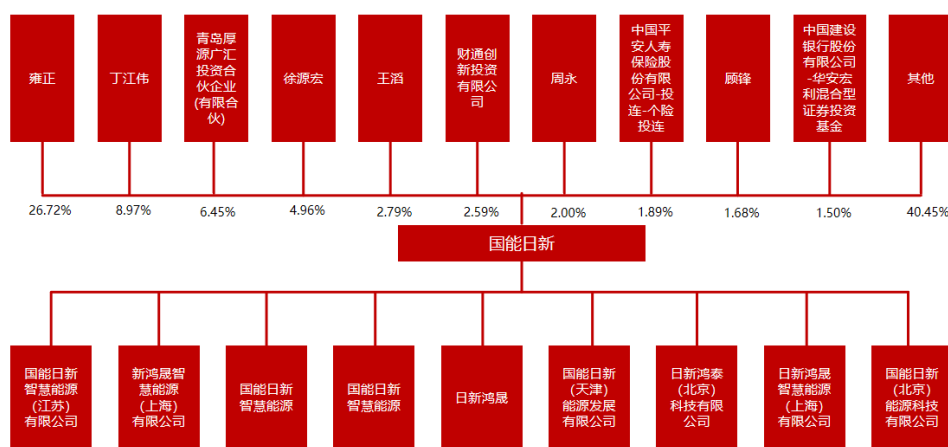 雍正
丁江伟
青岛厚
源广汇
投资合
伙企业
(有限合
伙)
徐源宏
王滔
财通创
新投资
有限公
司
周永
中国平
安人寿
保险股
份有限
公司-投
连-个险
投连
顾锋
中国建设
银行股份
有限公司
-华安宏
利混合型
证券投资
基金
其他
26.72%
8.97%
6.45%
4.96%
2.79%
2.59%
2.00%
1.89%
1.68%
1.50%
40.45%
国能日新
国能日新
智慧能源
(江苏)
有限公司
新鸿晟智
慧能源
(上海)
有限公司
国能日新
智慧能源
国能日新
智慧能源
日新鸿晟
国能日新
(天津)
能源发展
有限公司
日新鸿泰
(北京)
科技有限
公司
日新鸿晟
智慧能源
(上海)
有限公司
国能日新
(北京)
能源科技
有限公司